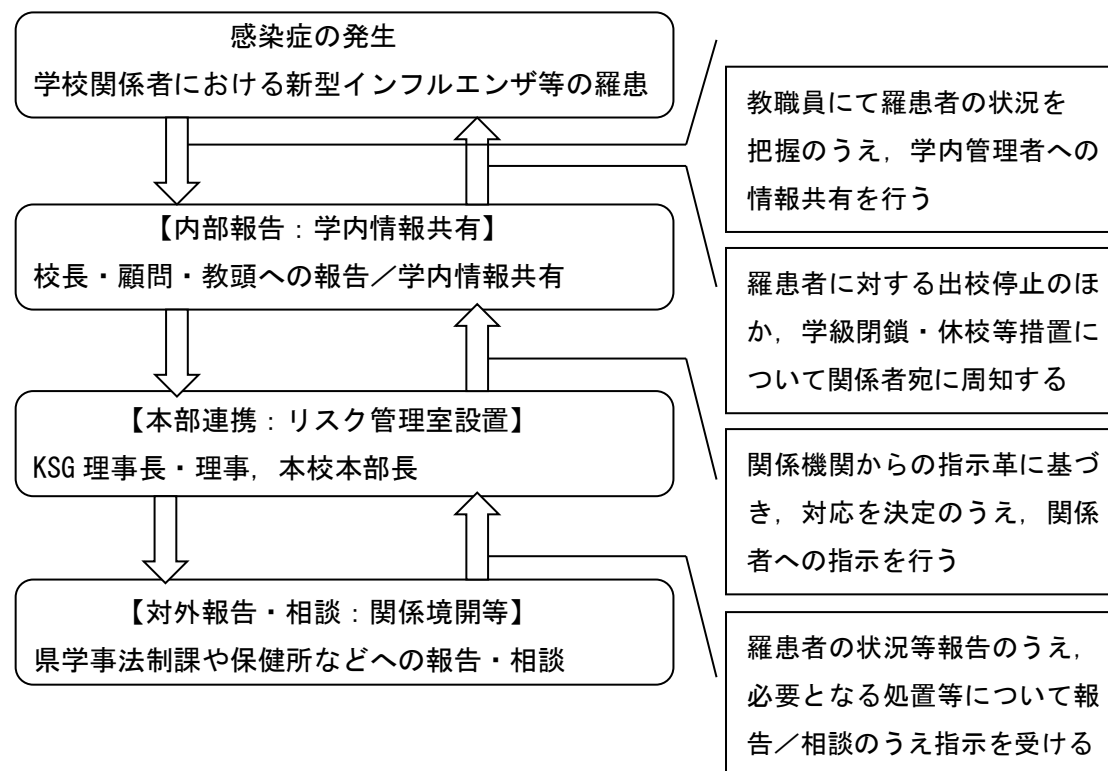 感染症の発生
学校関係者における新型インフルエンザ等の羅患
教職員にて羅患者の状況を
把握のうえ，学内管理者への
情報共有を行う
【内部報告：学内情報共有】
校長・顧問・教頭への報告／学内情報共有
羅患者に対する出校停止のほ
か，学級閉鎖・休校等措置に
ついて関係者宛に周知する
【本部連携：リスク管理室設置】
KSG 理事長・理事，本校本部長
関係機関からの指示革に基づ
き，対応を決定のうえ，関係
者への指示を行う
【対外報告・相談：関係境開等】
県学事法制課や保健所などへの報告・相談
羅患者の状況等報告のうえ，
必要となる処置等について報
告／相談のうえ指示を受ける